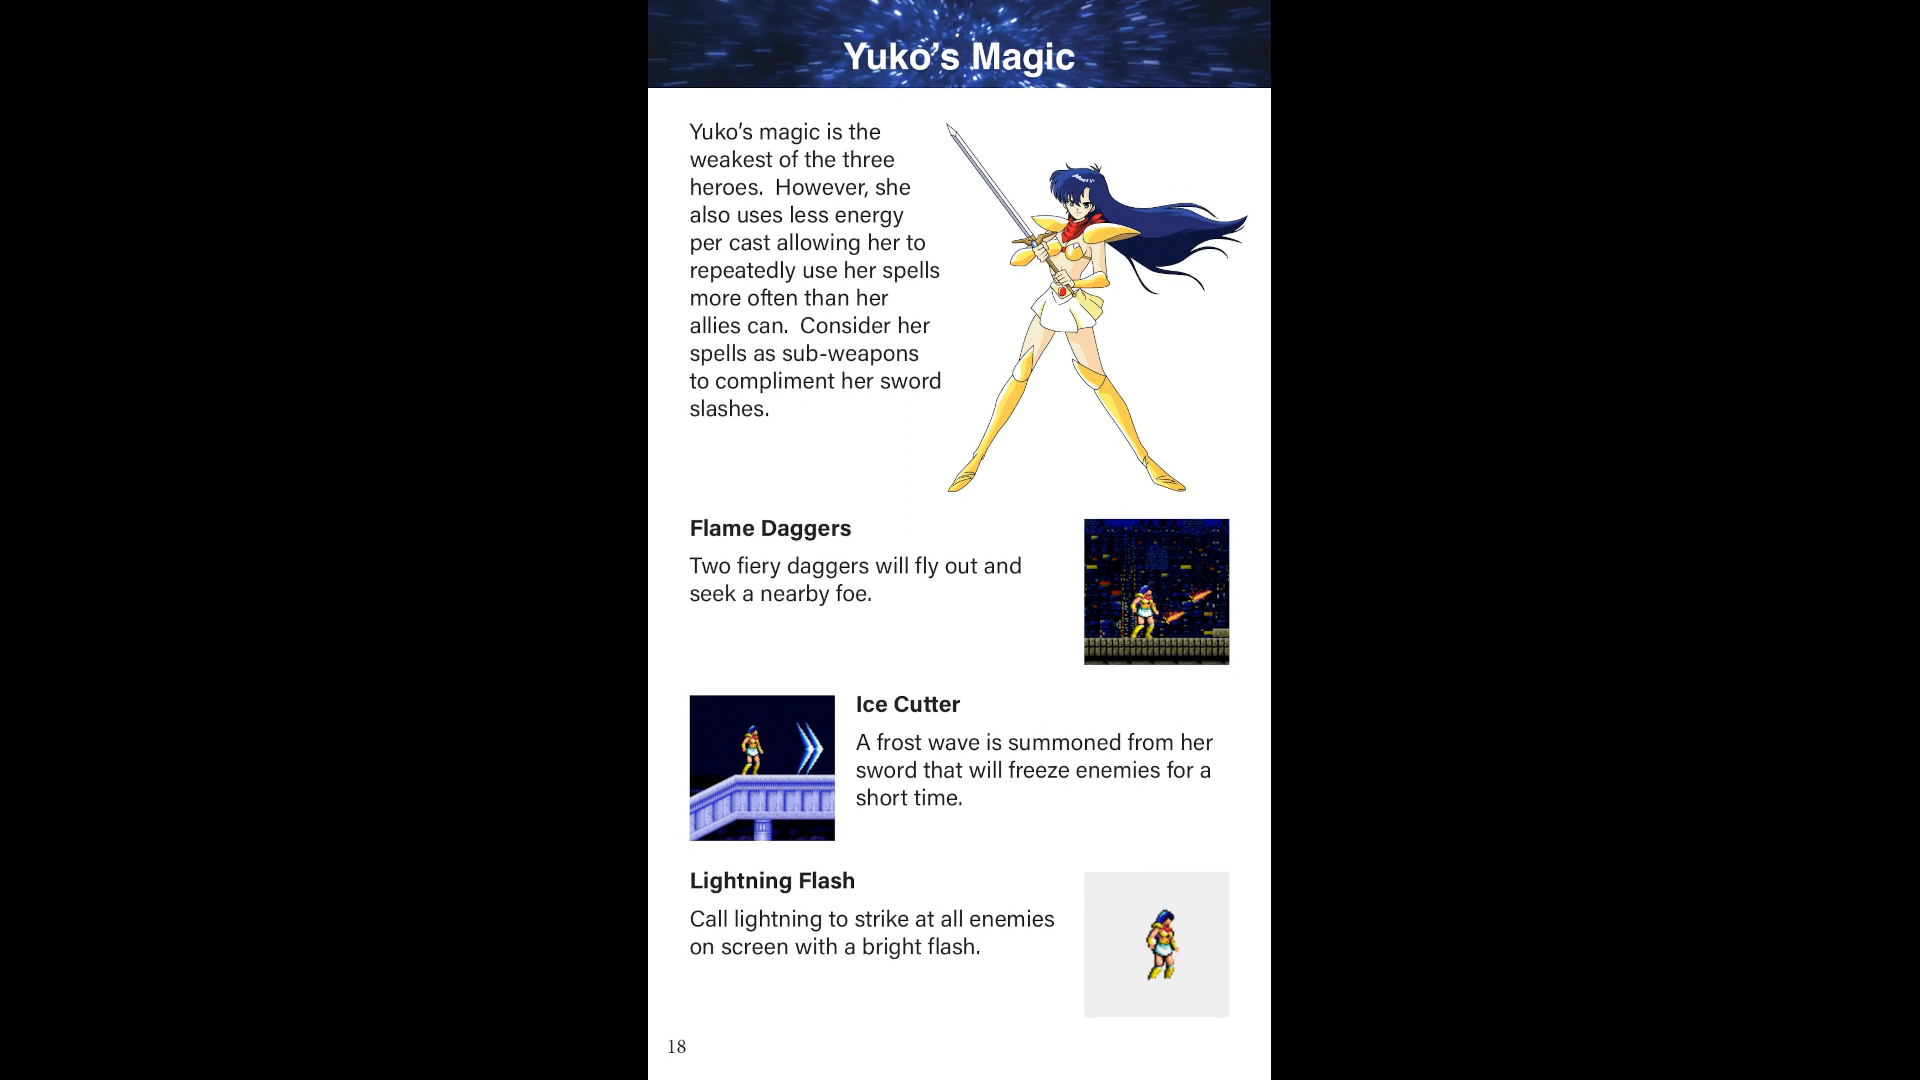 Yuko's Magic
Yuko's magic is the
weakest of the three
heroes.  However, she
also uses less energy
per cast allowing her to
repeatedly use her spells
more often than her
allies can.  Consider her
spells as sub-weapons
to compliment her sword
slashes.
Flame Daggers
Two fiery daggers will fly out and
seek a nearby foe.
Ice Cutter
A frost wave is summoned from her
sword that will freeze enemies for a
short time.
Lightning Flash
Call lightning to strike at all enemies
on screen with a bright flash.
18